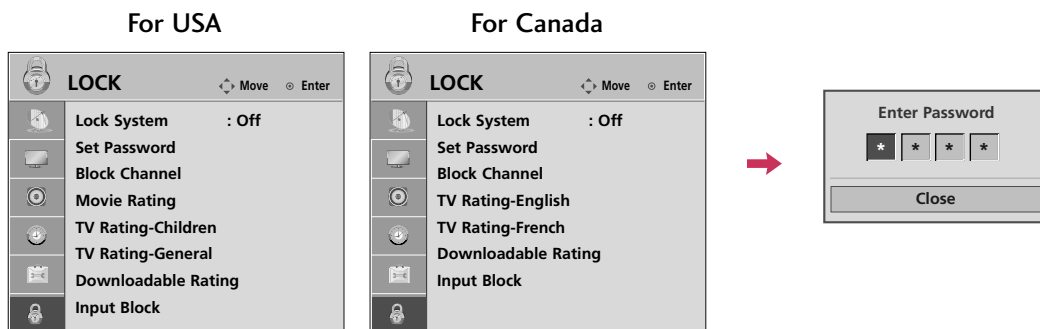 For USA
LOCK
Move
Enter
Lock System : Off
Set Password
Block Channel
Movie Rating
TV Rating-Children
TV Rating-General
Downloadable Rating
Input Block
For Canada
LOCK
Move
Enter
Lock System : Off
Set Password
Block Channel
TV Rating-English
TV Rating-French
Downloadable Rating
Input Block
Enter Password
* * * *
Close